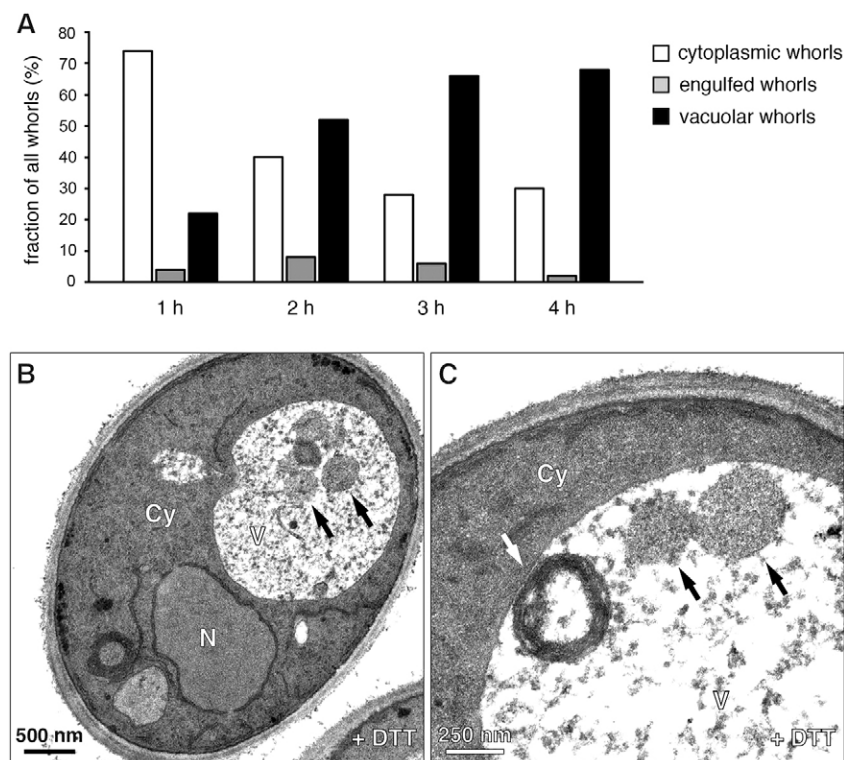 A
fraction of all whorls (%)
80
70
60
50
40
30
20
10
0
1 h 2 h 3 h 4 h
cytoplasmic whorls
engulfed whorls
vacuolar whorls
B
Cy
V
N
500 nm
+ DTT
C
Cy
V
250 nm
+ DTT